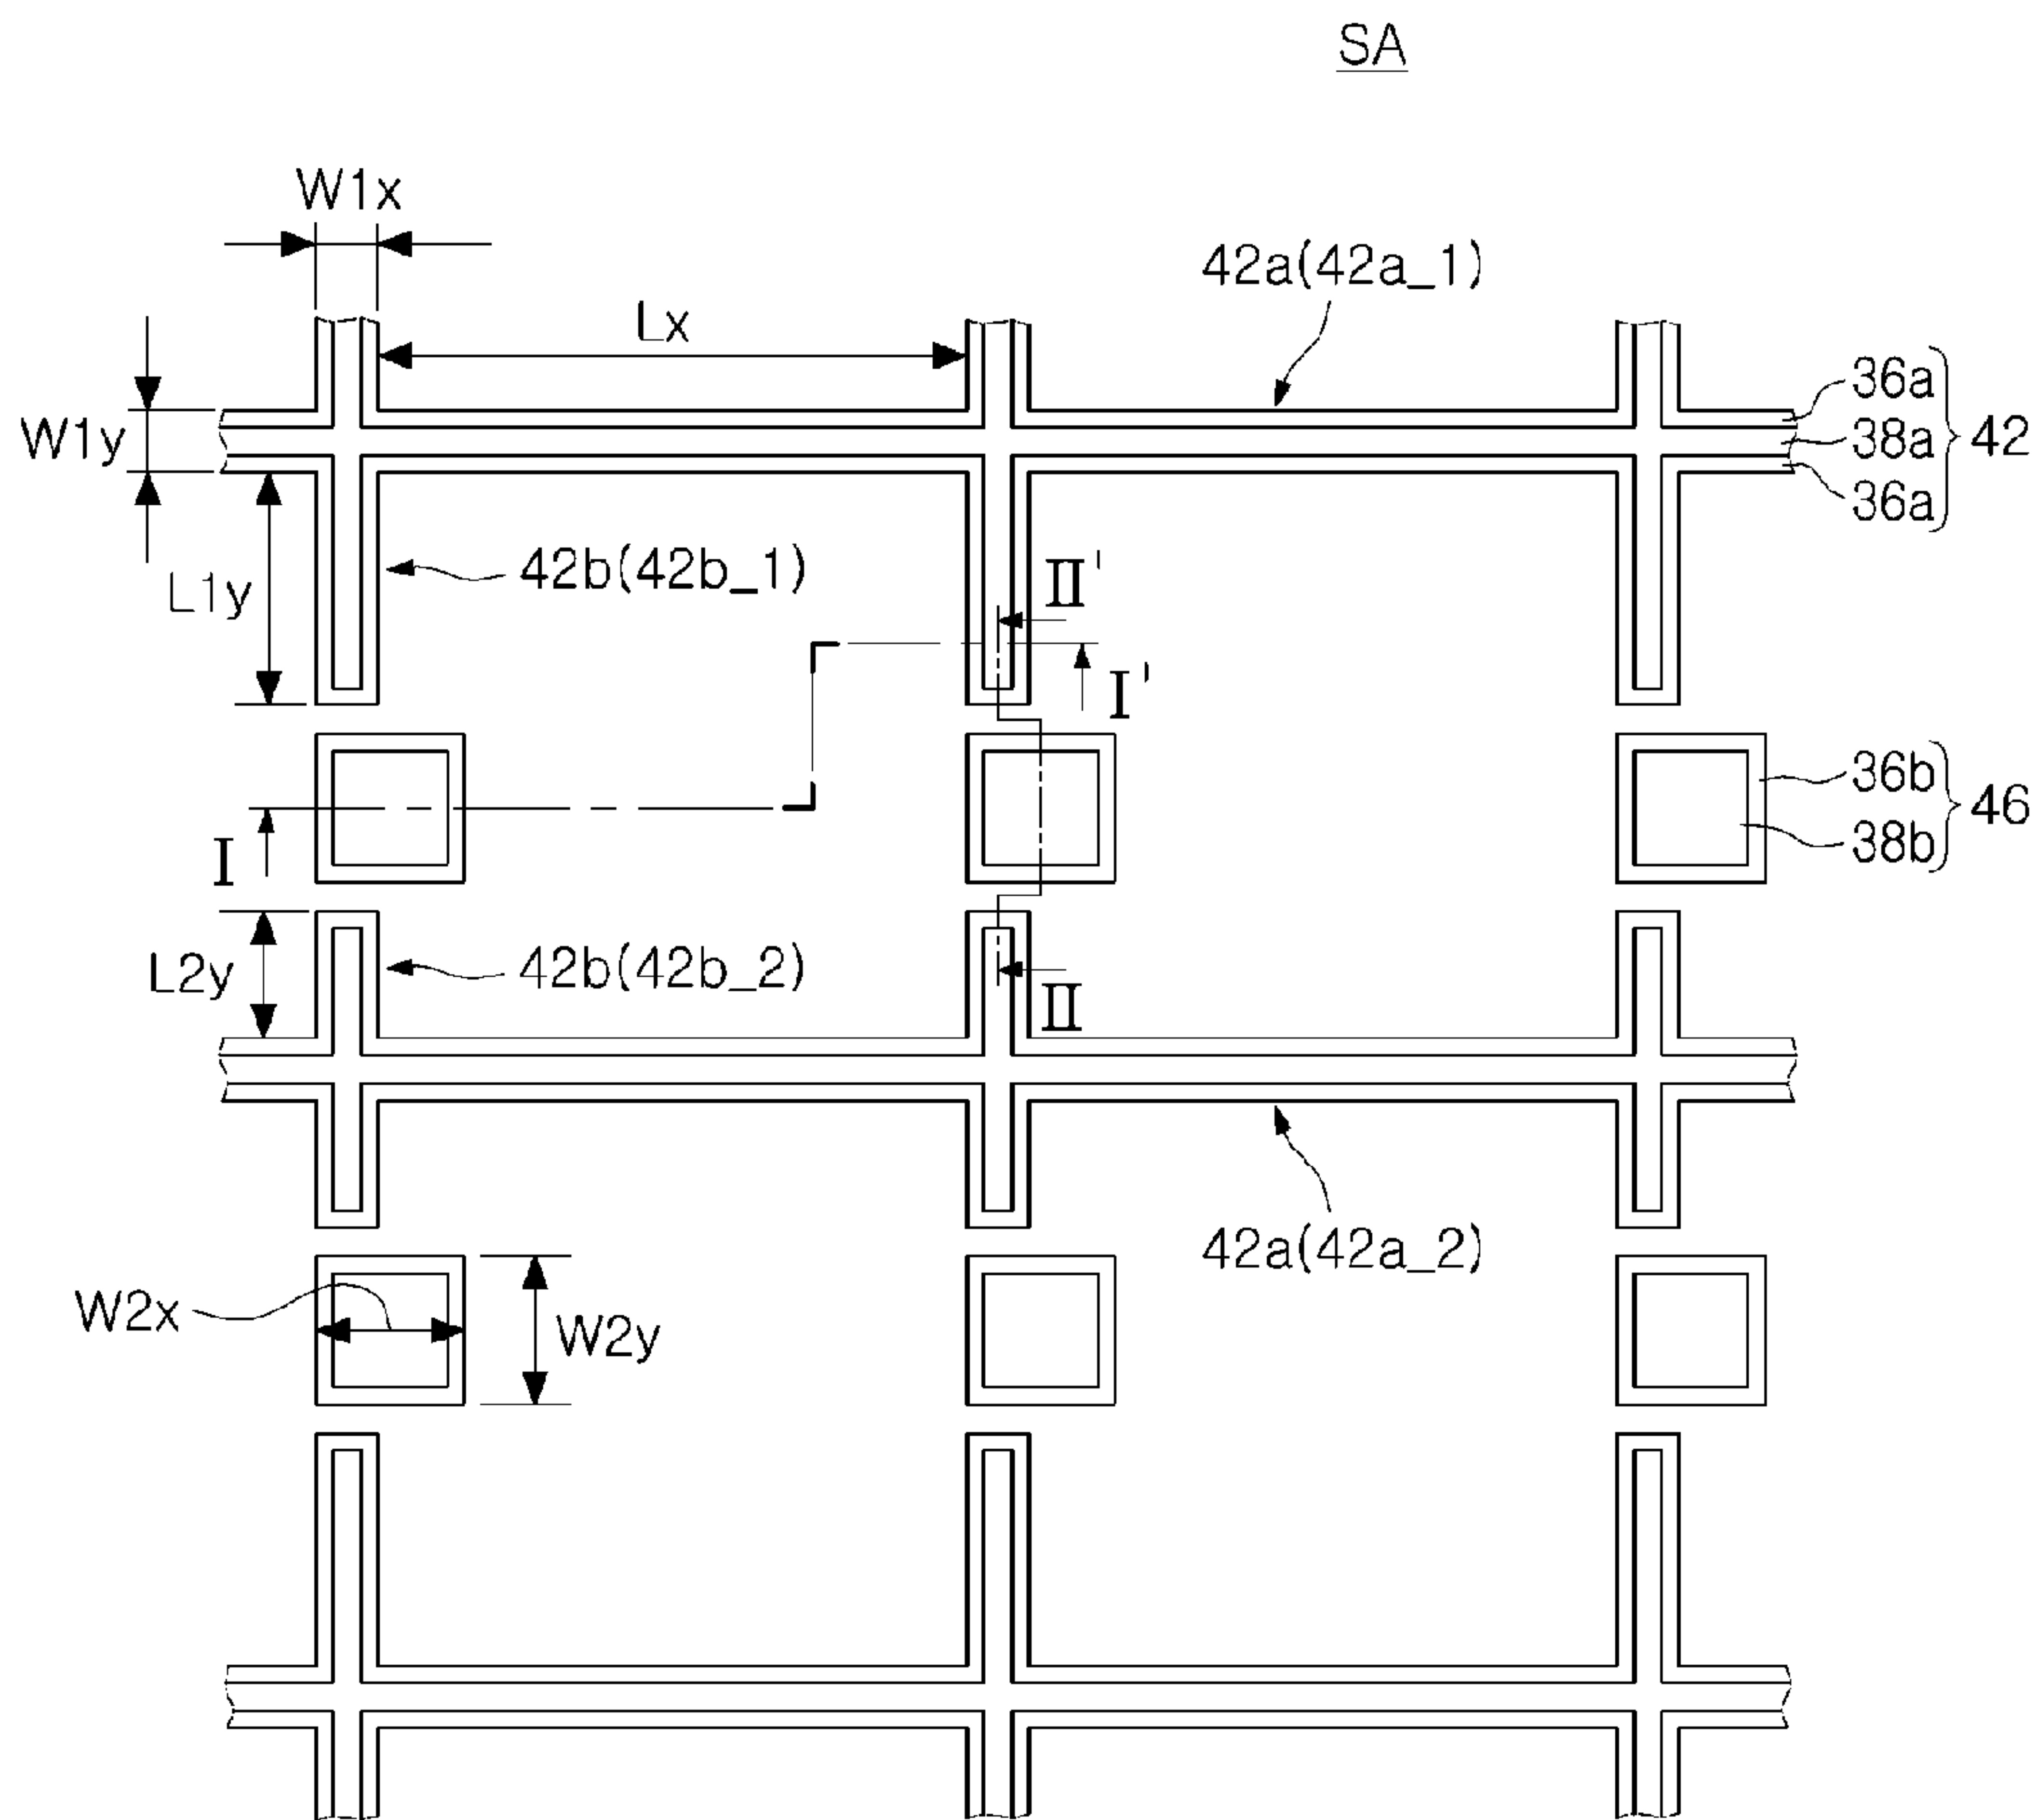 SA
W1x
42a(42a_1)
Lx
36a
W1y
38a
42
36a
42b(42b_1)
II'
L1y
I'
36b
46
38b
I
42b(42b_2)
L2y
II
42a(42a_2)
W2x
W2y